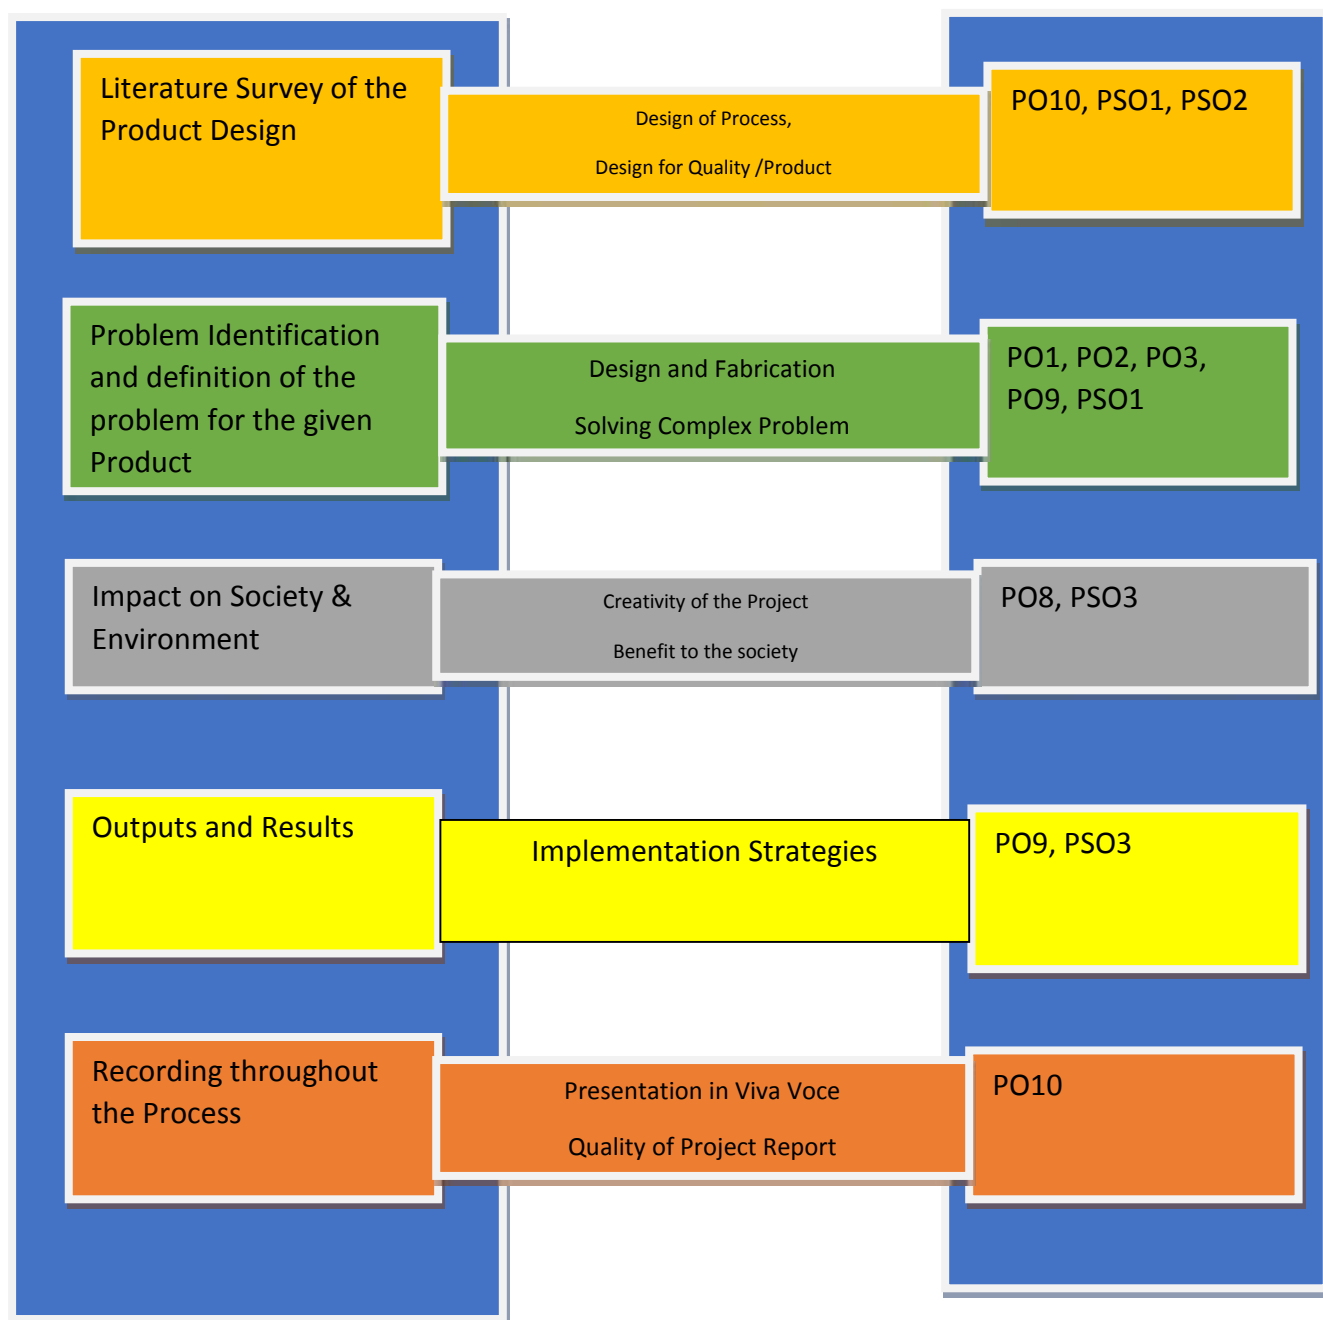 Literature Survey of the
Product Design
Design of Process,
Design for Quality /Product
PO10, PSO1, PSO2
Problem Identification
and definition of the
problem for the given
Product
Design and Fabrication
Solving Complex Problem
PO1, PO2, PO3,
PO9, PSO1
Impact on Society &
Environment
Creativity of the Project
Benefit to the society
PO8, PSO3
Outputs and Results
Implementation Strategies
PO9, PSO3
Recording throughout
the Process
Presentation in Viva Voce
Quality of Project Report
PO10